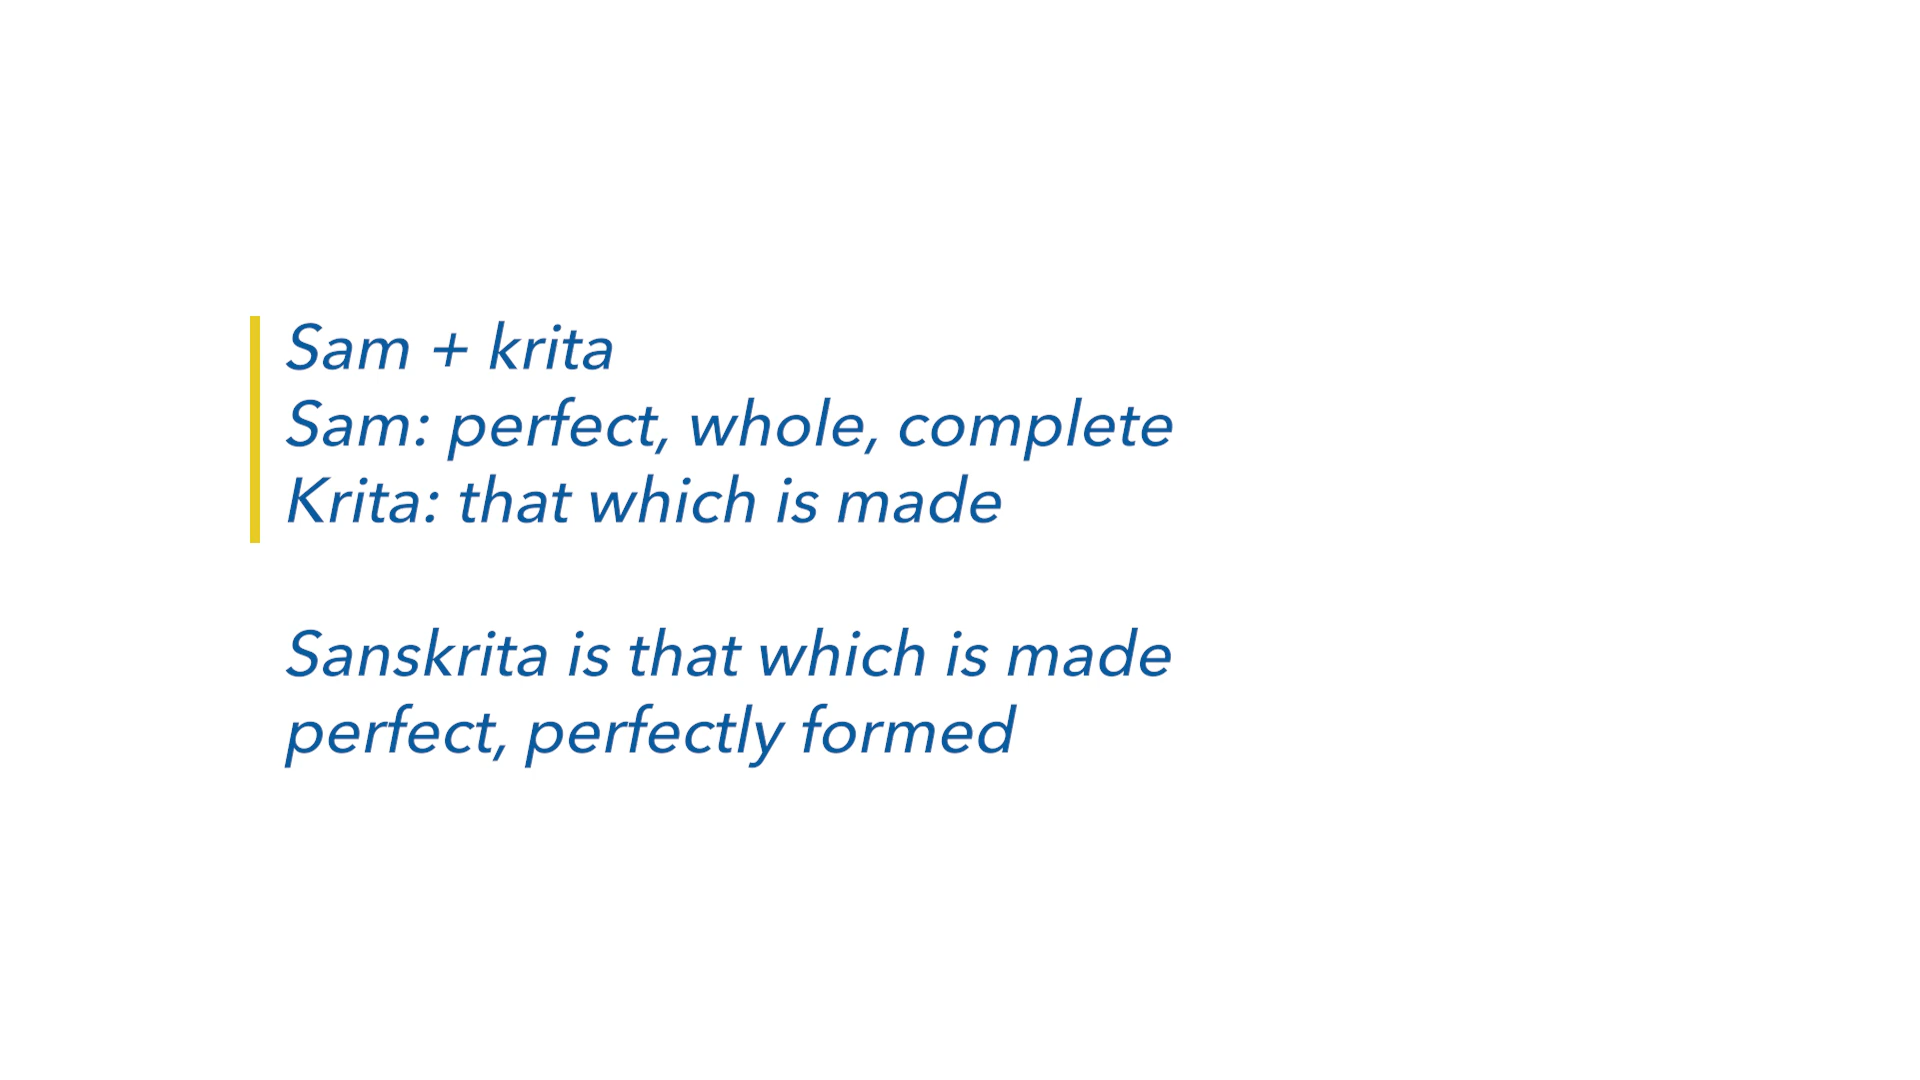 Sam + krita
Sam: perfect, whole, complete
Krita: that which is made
Sanskrita is that which is made
perfect, perfectly formed